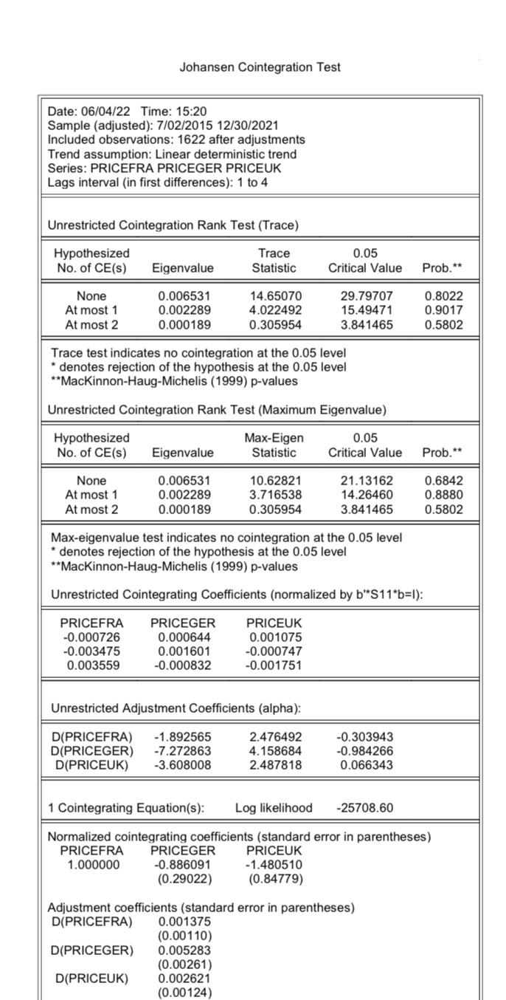 Johansen Cointegration Test
Date: 06/04/22 Time: 15:20
Sample (adjusted): 7/02/2015 12/30/2021
Included observations: 1622 after adjustments
Trend assumption: Linear deterministic trend
Series: PRICEFRA PRICEGER PRICEUK
Lags interval (in first differences): 1 to 4
Unrestricted Cointegration Rank Test (Trace)
Hypothesized Trace 0.05
No. of CE(s) Eigenvalue Statistic Critical Value Prob.**
None 0.006531 14.65070 29.79707 0.8022
At most 1 0.002289 4.022492 15.49471 0.9017
At most 2 0.000189 0.305954 3.841465 0.5802
Trace test indicates no cointegration at the 0.05 level
* denotes rejection of the hypothesis at the 0.05 level
**MacKinnon-Haug-Michelis (1999) p-values
Unrestricted Cointegration Rank Test (Maximum Eigenvalue)
Hypothesized Max-Eigen 0.05
No. of CE(s) Eigenvalue Statistic Critical Value Prob.**
None 0.006531 10.62821 21.13162 0.6842
At most 1 0.002289 3.716538 14.26460 0.8880
At most 2 0.000189 0.305954 3.841465 0.5802
Max-eigenvalue test indicates no cointegration at the 0.05 level
* denotes rejection of the hypothesis at the 0.05 level
**MacKinnon-Haug-Michelis (1999) p-values
Unrestricted Cointegrating Coefficients (normalized by b'*S11*b=I):
PRICEFRA PRICEGER PRICEUK
-0.000726 0.000644 0.001075
-0.003475 0.001601 -0.000747
0.003559 -0.000832 -0.001751
Unrestricted Adjustment Coefficients (alpha):
D(PRICEFRA) -1.892565 2.476492 -0.303943
D(PRICEGER) -7.272863 4.158684 -0.984266
D(PRICEUK) -3.608008 2.487818 0.066343
1 Cointegrating Equation(s): Log likelihood -25708.60
Normalized cointegrating coefficients (standard error in parentheses)
PRICEFRA PRICEGER PRICEUK
1.000000 -0.886091 -1.480510
(0.29022) (0.84779)
Adjustment coefficients (standard error in parentheses)
D(PRICEFRA) 0.001375
(0.00110)
D(PRICEGER) 0.005283
(0.00261)
D(PRICEUK) 0.002621
(0.00124)